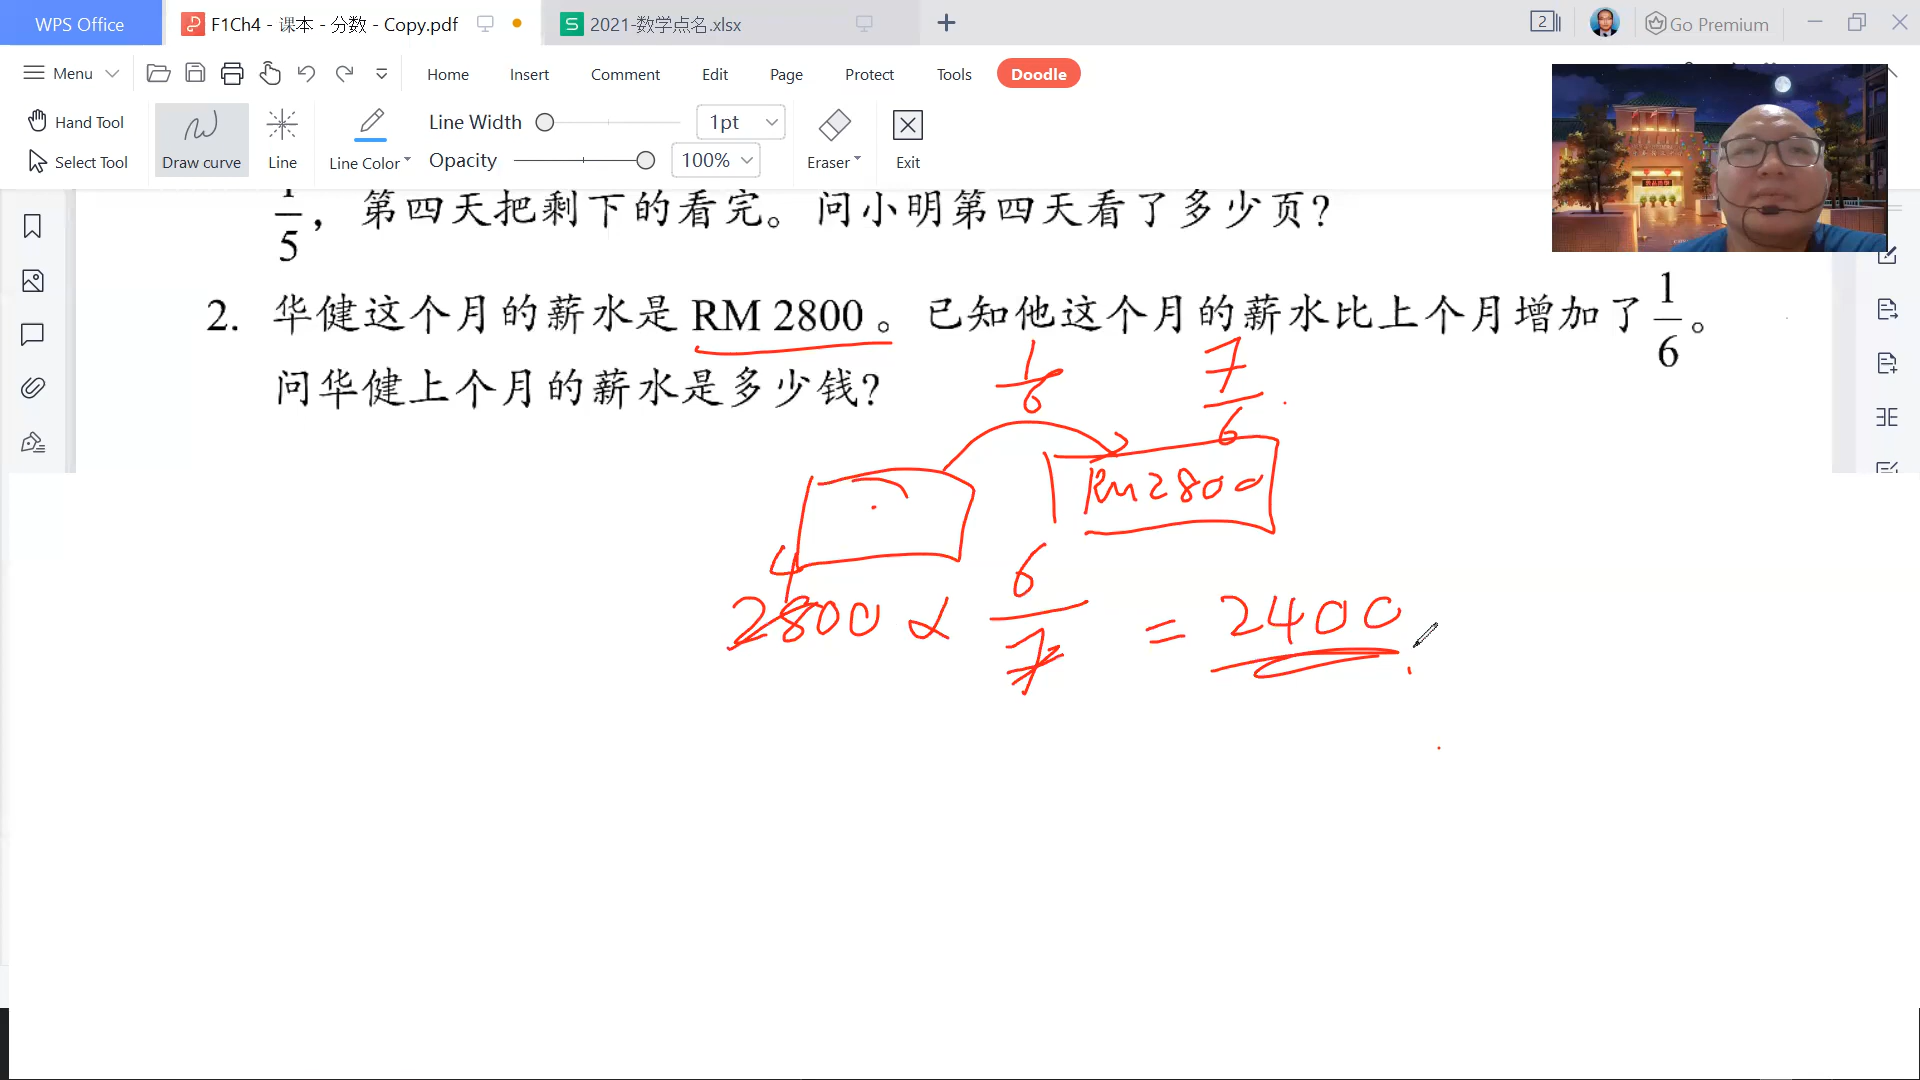 WPS Office
F1Ch4 - 课本 - 分数 - Copy.pdf
2021-数学点名.xlsx
2
Go Premium
Menu
Home
Insert
Comment
Edit
Page
Protect
Tools
Doodle
Hand Tool
Select Tool
Draw curve
Line
Line Color
Line Width
1pt
Opacity
100%
Eraser
Exit
1/5，第四天把剩下的看完。问小明第四天看了多少页？
2. 华健这个月的薪水是 RM 2800。已知他这个月的薪水比上个月增加了 1/6。
问华健上个月的薪水是多少钱？
1/6
7/6
RM2800
4
2800 × 6/7 = 2400